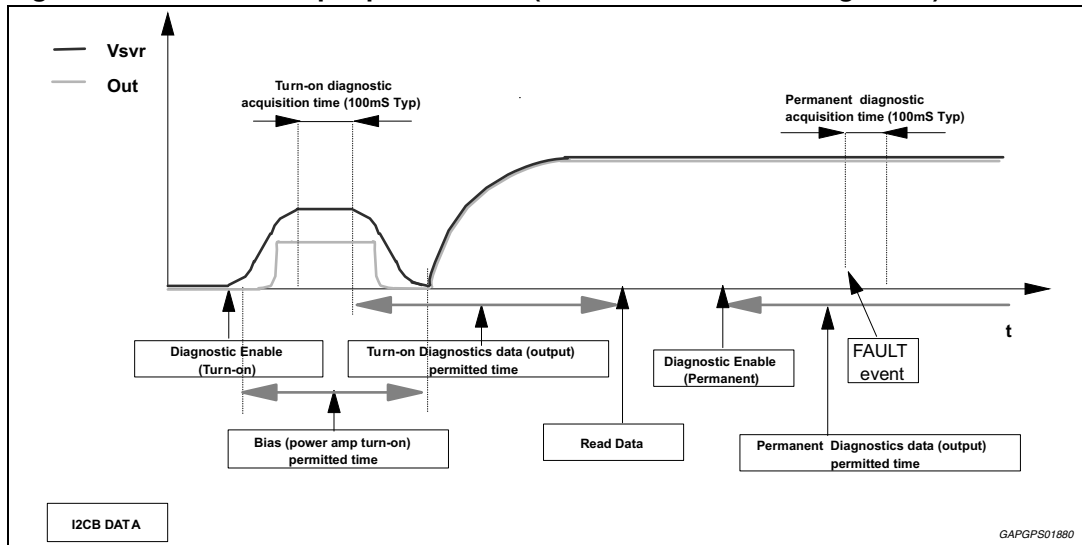 Vsvr
Out
Turn-on diagnostic
acquisition time (100mS Typ)
Permanent diagnostic
acquisition time (100mS Typ)
t
Diagnostic Enable
(Turn-on)
Turn-on Diagnostics data (output)
permitted time
Diagnostic Enable
(Permanent)
FAULT
event
Bias (power amp turn-on)
permitted time
Read Data
Permanent Diagnostics data (output)
permitted time
I2CB DATA
GAPGPS01880